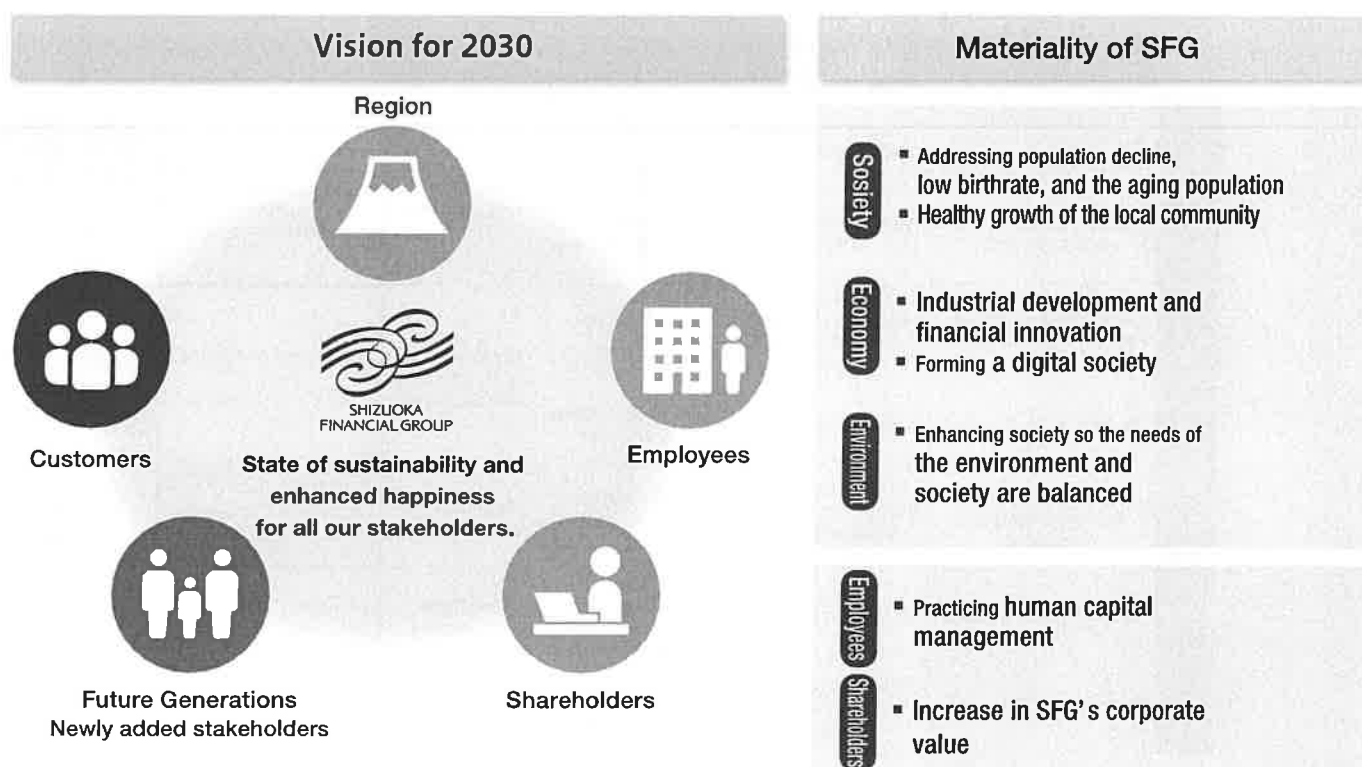 Vision for 2030
Region
Customers
SHIZUOKA
FINANCIAL GROUP
State of sustainability and
enhanced happiness
for all our stakeholders.
Employees
Future Generations
Newly added stakeholders
Shareholders
Materiality of SFG
Sosiety
▪ Addressing population decline,
low birthrate, and the aging population
▪ Healthy growth of the local community
Economy
▪ Industrial development and
financial innovation
▪ Forming a digital society
Environment
▪ Enhancing society so the needs of
the environment and
society are balanced
Employees
▪ Practicing human capital
management
Shareholders
▪ Increase in SFG's corporate
value